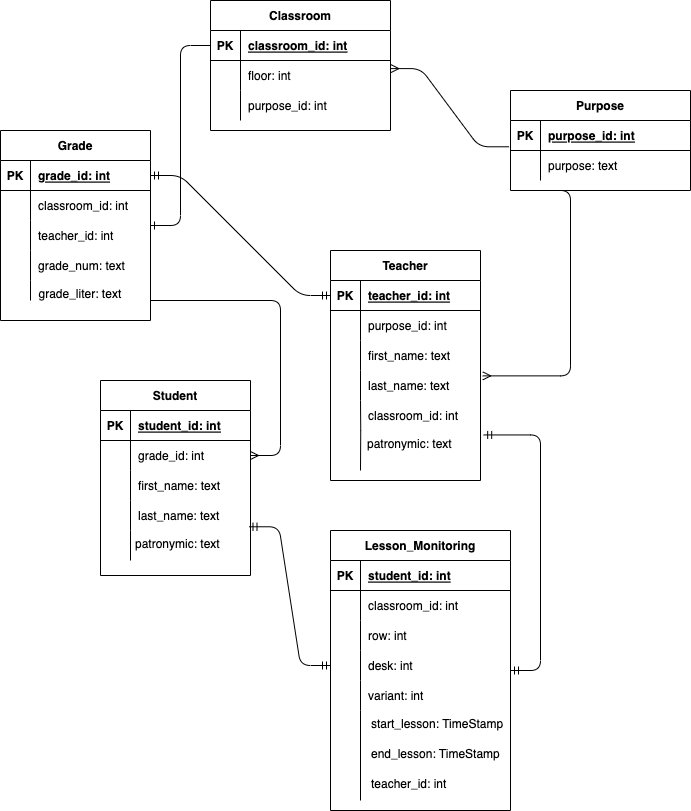 Classroom
PK classroom_id: int
floor: int
purpose_id: int
Purpose
PK purpose_id: int
purpose: text
Grade
PK grade_id: int
classroom_id: int
teacher_id: int
grade_num: text
grade_liter: text
Teacher
PK teacher_id: int
purpose_id: int
first_name: text
last_name: text
classroom_id: int
patronymic: text
Student
PK student_id: int
grade_id: int
first_name: text
last_name: text
patronymic: text
Lesson_Monitoring
PK student_id: int
classroom_id: int
row: int
desk: int
variant: int
start_lesson: TimeStamp
end_lesson: TimeStamp
teacher_id: int